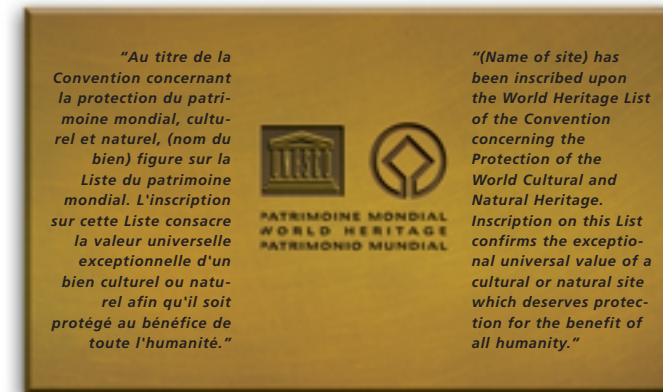 “Au titre de la
Convention concernant
la protection du patri-
moine mondial, cultu-
rel et naturel, (nom du
bien) figure sur la
Liste du patrimoine
mondial. L'inscription
sur cette Liste consacre
la valeur universelle
exceptionnelle d'un
bien culturel ou natu-
rel afin qu'il soit
protégé au bénéfice de
toute l'humanité.”
PATRIMOINE MONDIAL
WORLD HERITAGE
PATRIMONIO MUNDIAL
“(Name of site) has
been inscribed upon
the World Heritage List
of the Convention
concerning the
Protection of the
World Cultural and
Natural Heritage.
Inscription on this List
confirms the exceptio-
nal universal value of a
cultural or natural site
which deserves protec-
tion for the benefit of
all humanity.”